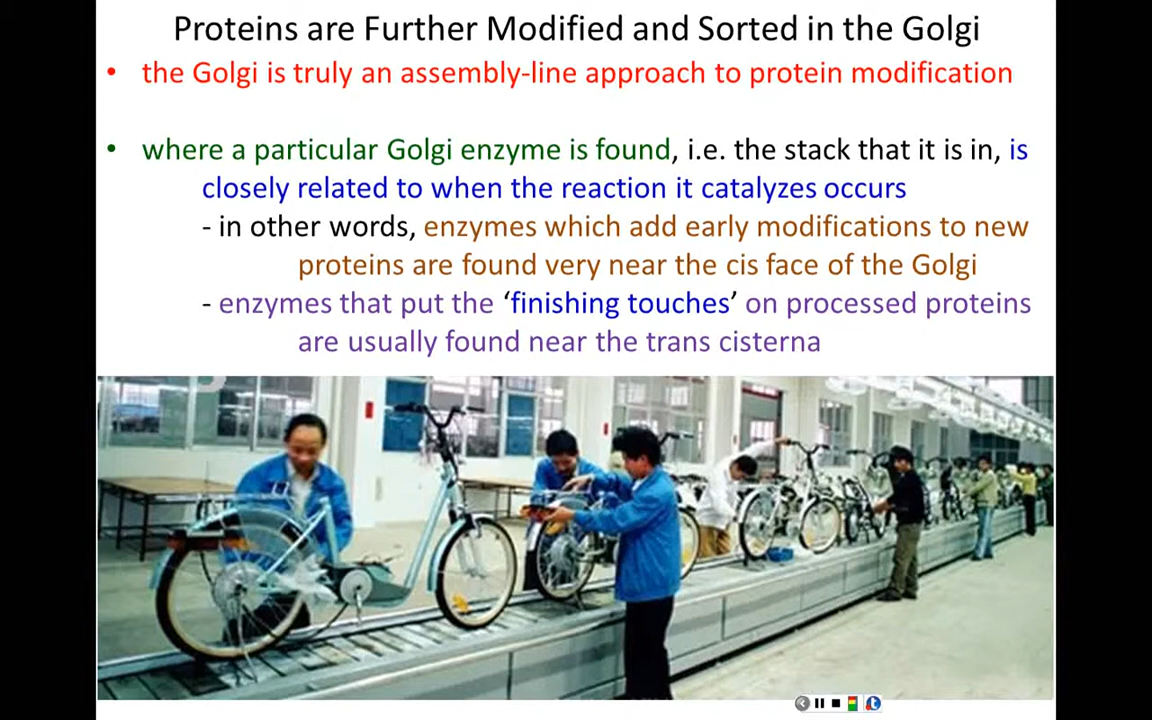 Proteins are Further Modified and Sorted in the Golgi
• the Golgi is truly an assembly-line approach to protein modification
• where a particular Golgi enzyme is found, i.e. the stack that it is in, is
closely related to when the reaction it catalyzes occurs
- in other words, enzymes which add early modifications to new
proteins are found very near the cis face of the Golgi
- enzymes that put the ‘finishing touches’ on processed proteins
are usually found near the trans cisterna